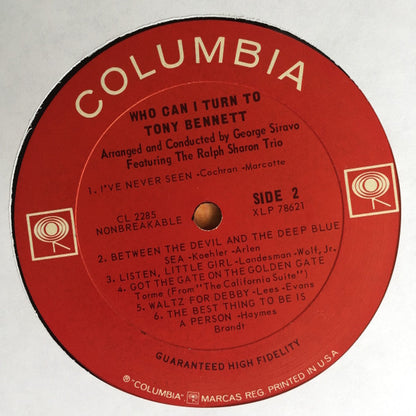 COLUMBIA
WHO CAN I TURN TO
TONY BENNETT
Arranged and Conducted by George Siravo
Featuring The Ralph Sharon Trio
1. I'VE NEVER SEEN -Cochran -Marcotte
CL 2285
NONBREAKABLE
SIDE 2
XLP 78621
2. BETWEEN THE DEVIL AND THE DEEP BLUE
SEA -Koehler -Arlen
3. LISTEN, LITTLE GIRL -Landesman-Wolf, Jr.
4. GOT THE GATE ON THE GOLDEN GATE
Torme (From "The California Suite")
5. WALTZ FOR DEBBY -Lees -Evans
6. THE BEST THING TO BE IS
A PERSON -Haymes
Brandt
GUARANTEED HIGH FIDELITY
℗ "COLUMBIA" MARCAS REG. PRINTED IN U.S.A.